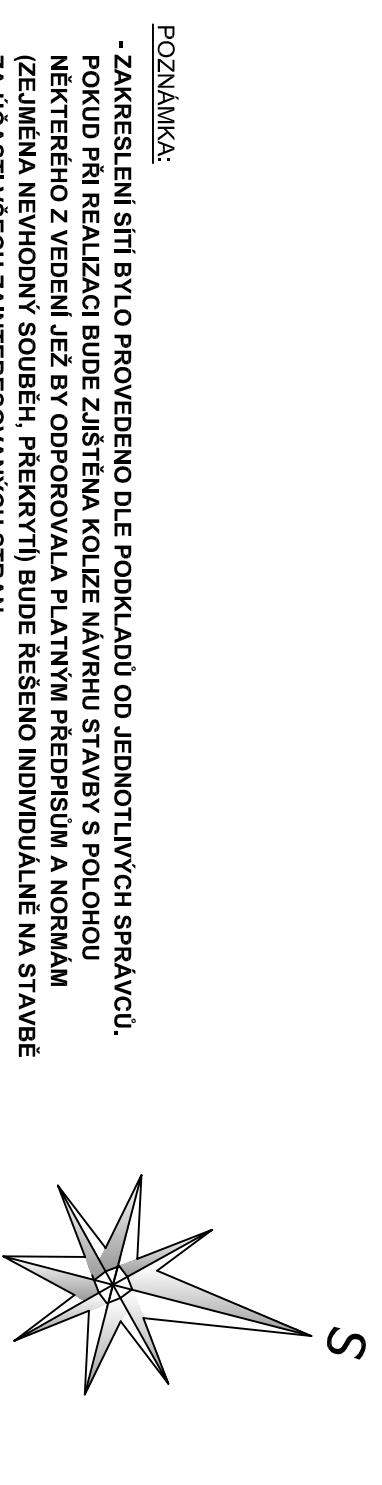 POZNÁMKA:
- ZAKRESLENÍ SÍTÍ BYLO PROVEDENO DLE PODKLADŮ OD JEDNOTLIVÝCH SPRÁVCŮ.
POKUD PŘI REALIZACI BUDE ZJIŠTĚNA KOLIZE NÁVRHU STAVBY S POLOHOU
NĚKTERÉHO Z VEDENÍ JEŽ BY ODPOROVALA PLATNÝM PŘEDPISŮM A NORMÁM
(ZEJMÉNA NEVHODNÝ SOUBĚH, PŘEKRYTÍ) BUDE ŘEŠENO INDIVIDUÁLNĚ NA STAVBĚ
S